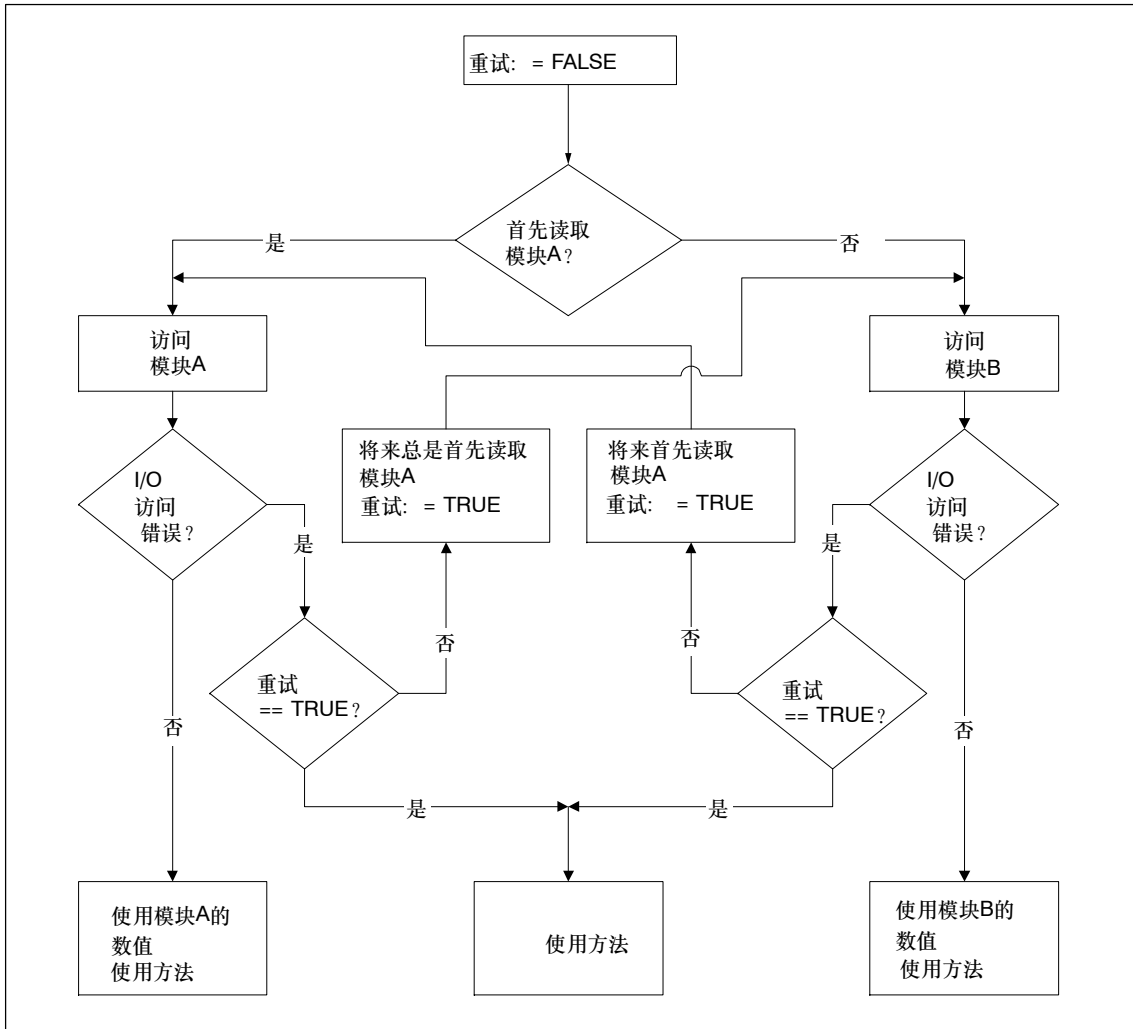 重试: = FALSE
首先读取
模块A?
是
否
访问
模块A
访问
模块B
将来总是首先读取
模块A
重试: = TRUE
将来首先读取
模块A
重试: = TRUE
I/O
访问
错误?
I/O
访问
错误?
是
是
否
否
重试
== TRUE?
重试
== TRUE?
否
否
是
是
使用模块A的
数值
使用方法
使用方法
使用模块B的
数值
使用方法